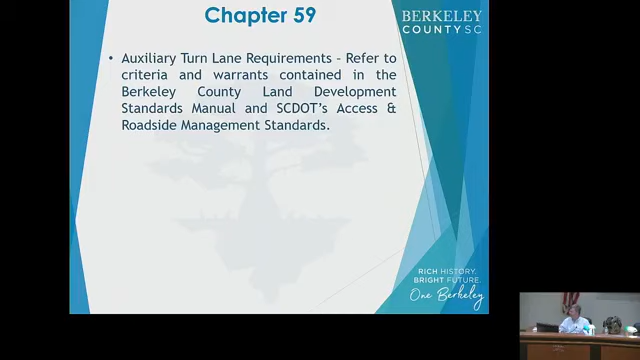 Chapter 59
BERKELEY
COUNTY SC
• Auxiliary Turn Lane Requirements – Refer to
criteria and warrants contained in the
Berkeley County Land Development
Standards Manual and SCDOT's Access &
Roadside Management Standards.
RICH HISTORY.
BRIGHT FUTURE.
One Berkeley